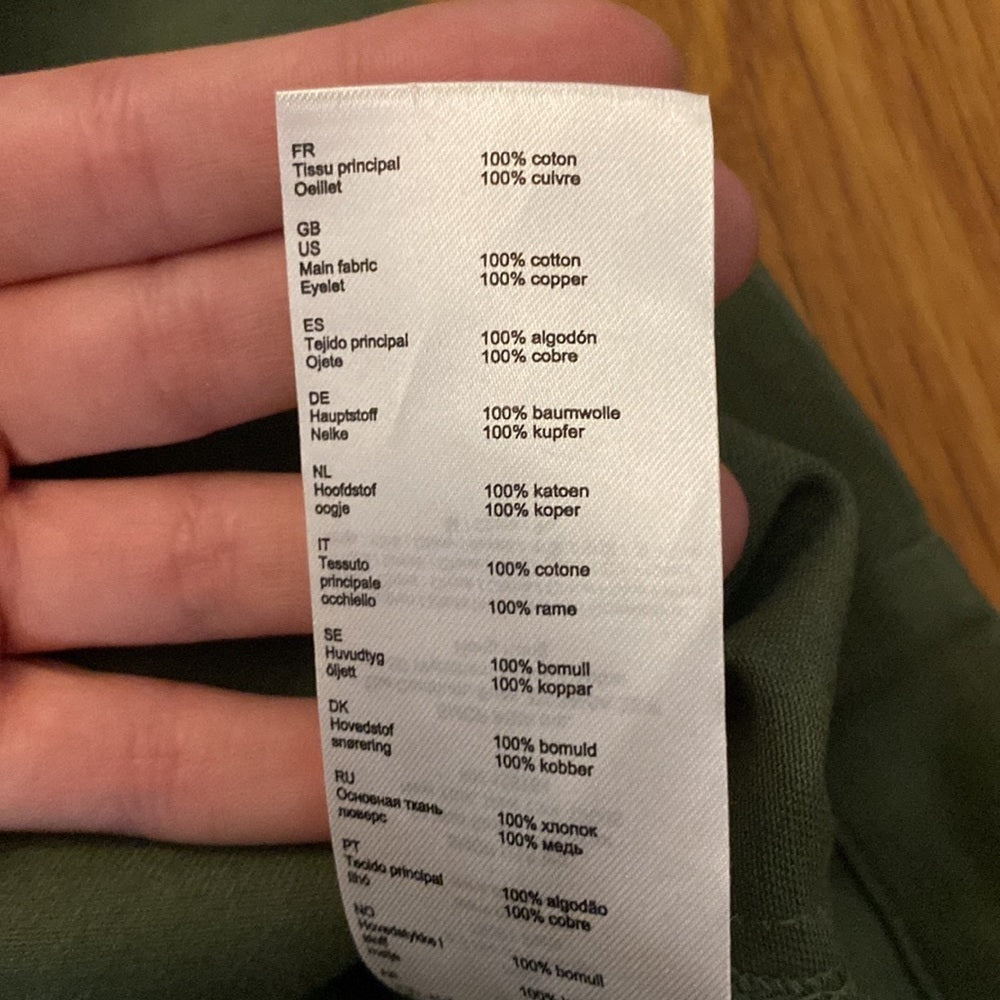 FR
Tissu principal 100% coton
Oeillet 100% cuivre
GB
US
Main fabric 100% cotton
Eyelet 100% copper
ES
Tejido principal 100% algodón
Ojete 100% cobre
DE
Hauptstoff 100% baumwolle
Nelke 100% kupfer
NL
Hoofdstof 100% katoen
oogje 100% koper
IT
Tessuto 100% cotone
principale
occhiello 100% rame
SE
Huvudtyg 100% bomull
öljett 100% koppar
DK
Hovedstof 100% bomuld
snørering 100% kobber
RU
Основная ткань 100% хлопок
люверс 100% медь
PT
Tecido principal 100% algodão
Ilhó 100% cobre
NO
100% bomull
100%